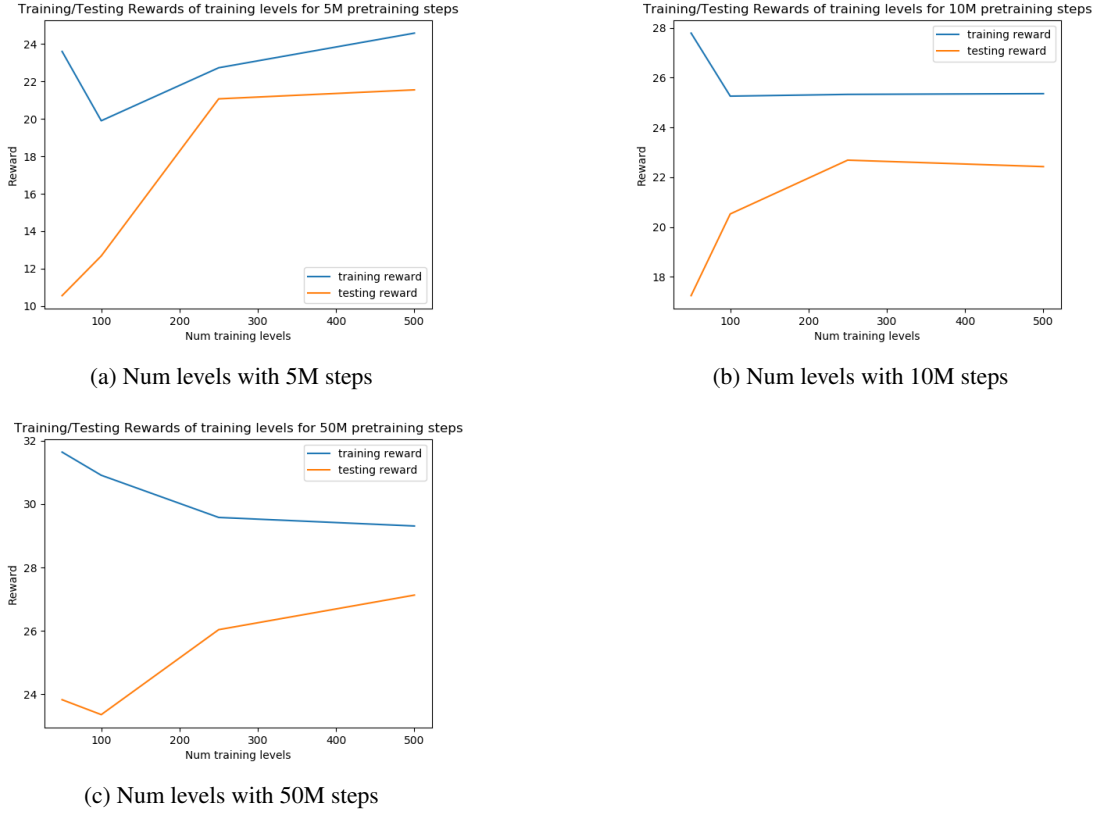 Training/Testing Rewards of training levels for 5M pretraining steps
24
22
20
18
16
14
12
10
Reward
training reward
testing reward
100
200
300
400
500
Num training levels
(a) Num levels with 5M steps
Training/Testing Rewards of training levels for 10M pretraining steps
28
26
24
22
20
18
Reward
training reward
testing reward
100
200
300
400
500
Num training levels
(b) Num levels with 10M steps
Training/Testing Rewards of training levels for 50M pretraining steps
32
30
28
26
24
Reward
training reward
testing reward
100
200
300
400
500
Num training levels
(c) Num levels with 50M steps